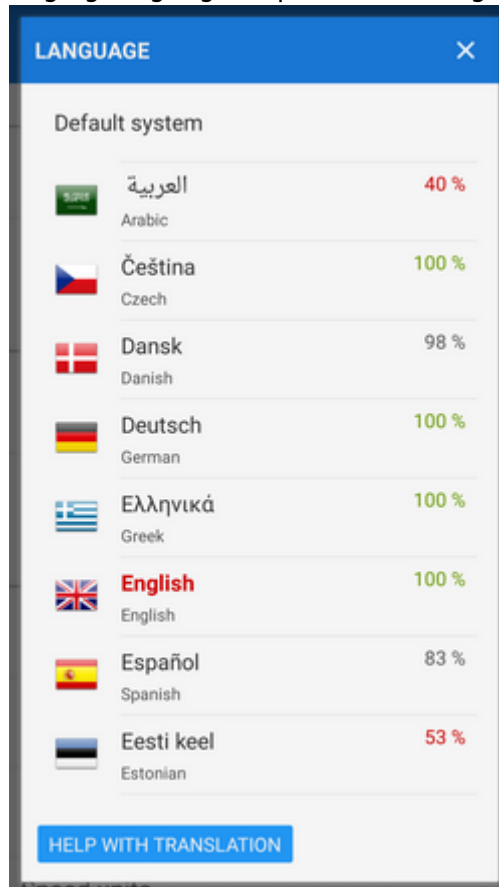 LANGUAGE
Default system
العربية
40 %
Arabic
Čeština
100 %
Czech
Dansk
98 %
Danish
Deutsch
100 %
German
Ελληνικά
100 %
Greek
English
100 %
English
Español
83 %
Spanish
Eesti keel
53 %
Estonian
HELP WITH TRANSLATION